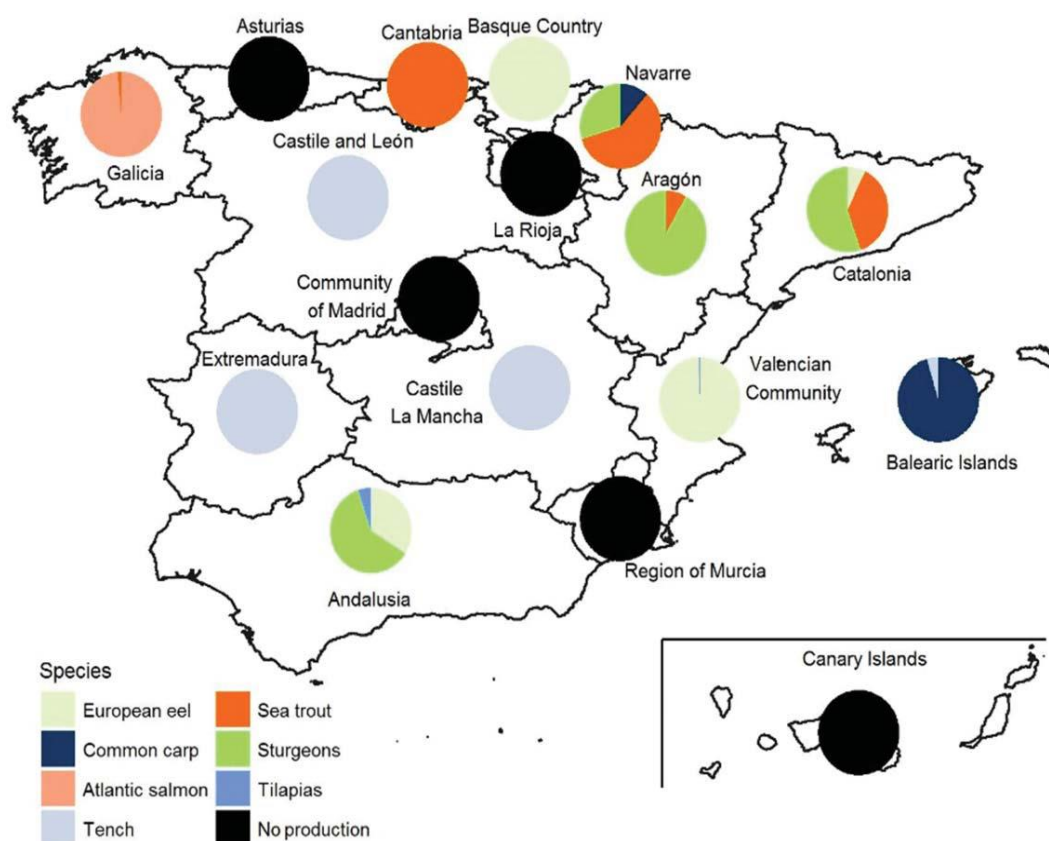 Asturias
Cantabria
Basque Country
Navarre
Galicia
Castile and León
La Rioja
Aragón
Catalonia
Community
of Madrid
Extremadura
Castile
La Mancha
Valencian
Community
Balearic Islands
Andalusia
Region of Murcia
Canary Islands
Species
European eel
Sea trout
Common carp
Sturgeons
Atlantic salmon
Tilapias
Tench
No production